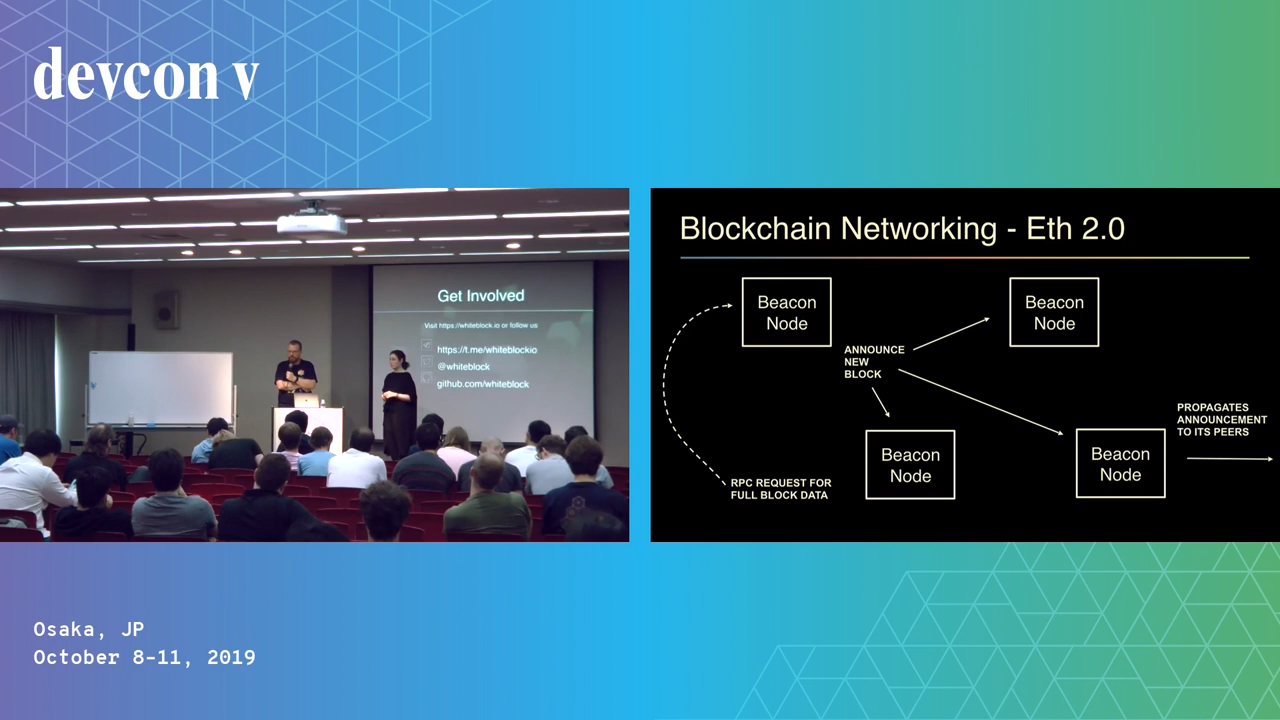 devcon v
Get Involved
Visit https://whiteblock.io or follow us
https://t.me/whiteblockio
@whiteblock
github.com/whiteblock
Blockchain Networking - Eth 2.0
Beacon
Node
Beacon
Node
ANNOUNCE
NEW
BLOCK
PROPAGATES
ANNOUNCEMENT
TO ITS PEERS
Beacon
Node
Beacon
Node
RPC REQUEST FOR
FULL BLOCK DATA
Osaka, JP
October 8-11, 2019